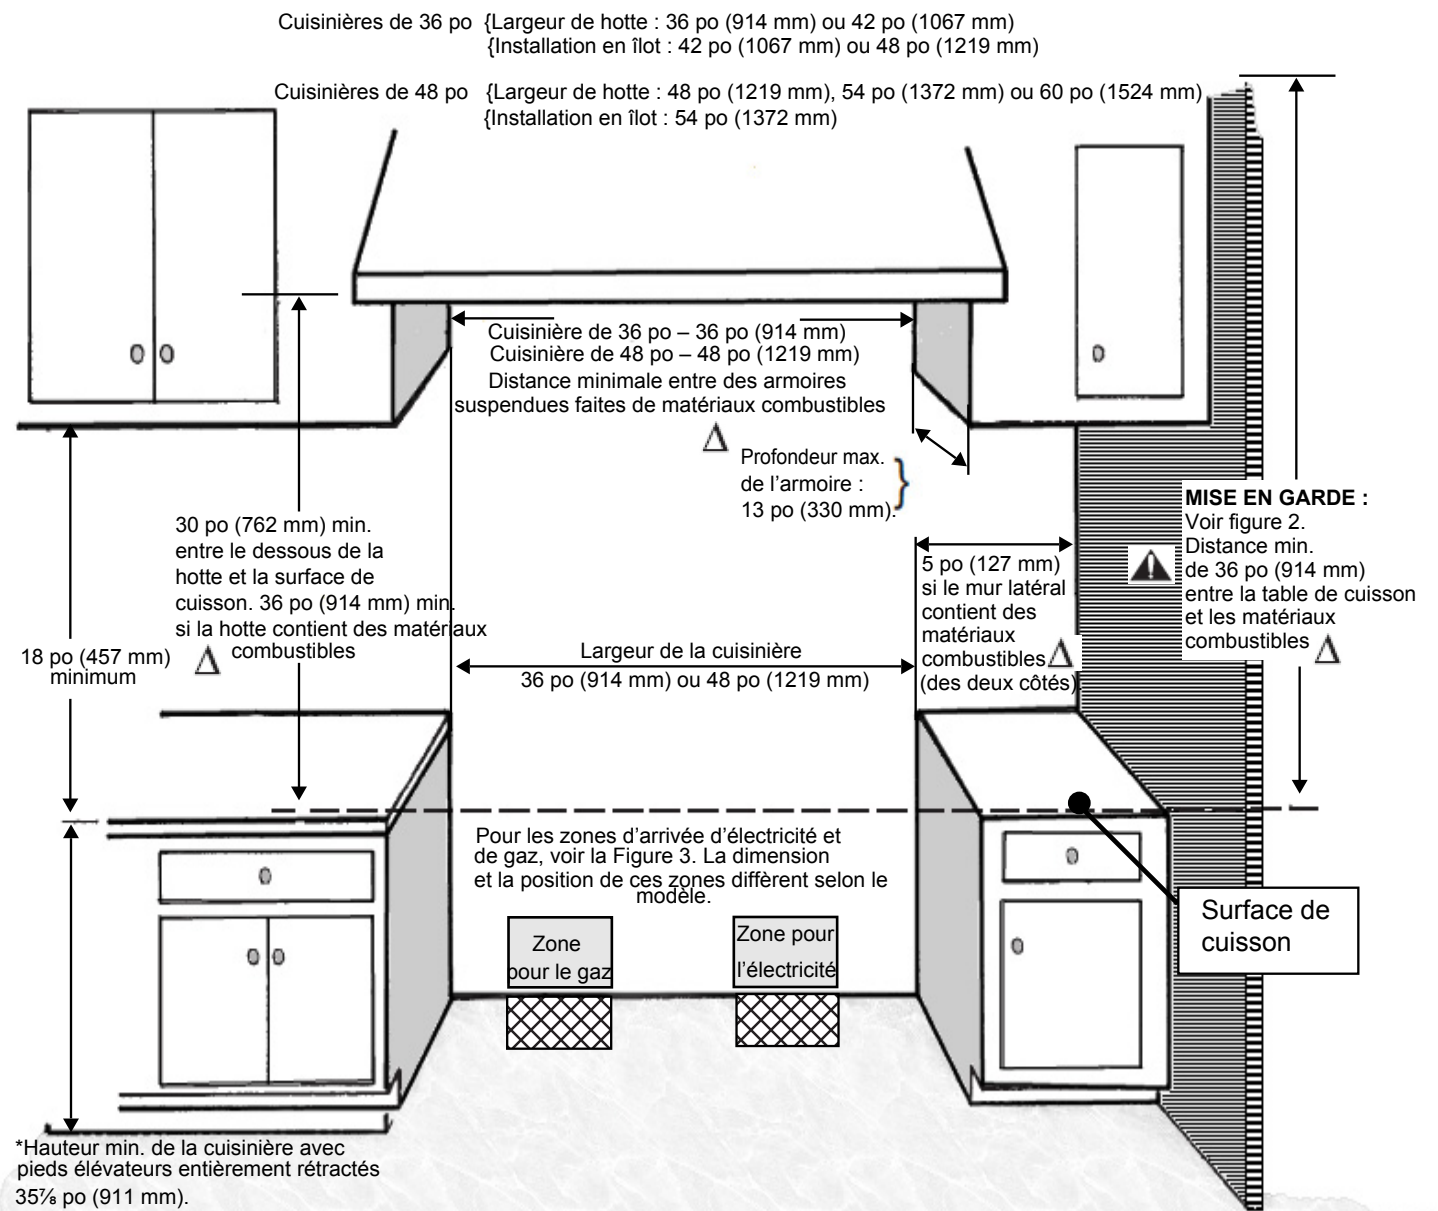 Cuisinières de 36 po {Largeur de hotte : 36 po (914 mm) ou 42 po (1067 mm)
{Installation en îlot : 42 po (1067 mm) ou 48 po (1219 mm)
Cuisinières de 48 po {Largeur de hotte : 48 po (1219 mm), 54 po (1372 mm) ou 60 po (1524 mm)
{Installation en îlot : 54 po (1372 mm)
Cuisinière de 36 po – 36 po (914 mm)
Cuisinière de 48 po – 48 po (1219 mm)
Distance minimale entre des armoires
suspendues faites de matériaux combustibles
Profondeur max.
de l’armoire :
13 po (330 mm).
30 po (762 mm) min.
entre le dessous de la
hotte et la surface de
cuisson. 36 po (914 mm) min.
si la hotte contient des matériaux
combustibles
18 po (457 mm)
minimum
Largeur de la cuisinière
36 po (914 mm) ou 48 po (1219 mm)
5 po (127 mm)
si le mur latéral
contient des
matériaux
combustibles
(des deux côtés)
MISE EN GARDE :
Voir figure 2.
Distance min.
de 36 po (914 mm)
entre la table de cuisson
et les matériaux
combustibles
Pour les zones d’arrivée d’électricité et
de gaz, voir la Figure 3. La dimension
et la position de ces zones diffèrent selon le
modèle.
Zone
pour le gaz
Zone pour
l’électricité
Surface de
cuisson
*Hauteur min. de la cuisinière avec
pieds élévateurs entièrement rétractés
35⅞ po (911 mm).